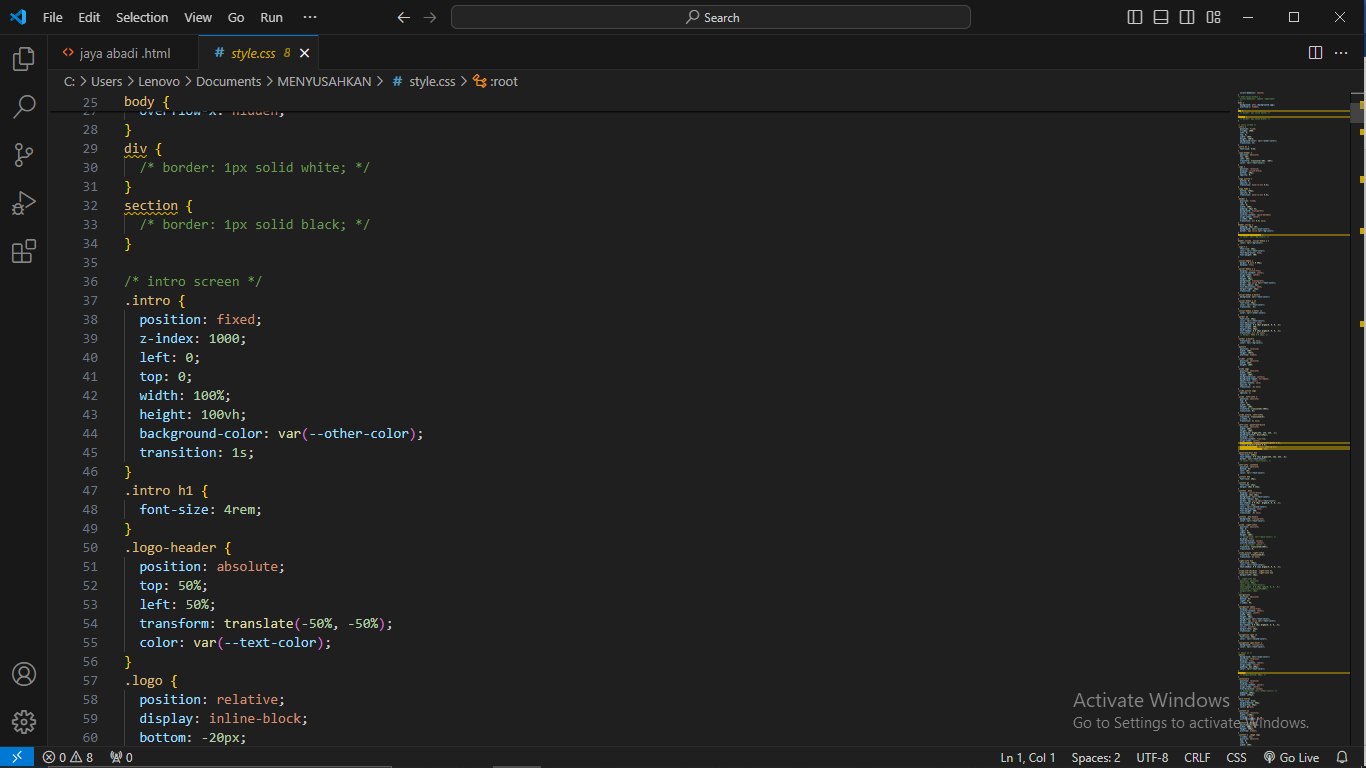 File Edit Selection View Go Run ··· Search
jaya abadi .html style.css 8
C: > Users > Lenovo > Documents > MENYUSAHKAN > # style.css > :root
25 body {
27 overflow-x: hidden;
28 }
29 div {
30 /* border: 1px solid white; */
31 }
32 section {
33 /* border: 1px solid black; */
34 }
35
36 /* intro screen */
37 .intro {
38 position: fixed;
39 z-index: 1000;
40 left: 0;
41 top: 0;
42 width: 100%;
43 height: 100vh;
44 background-color: var(--other-color);
45 transition: 1s;
46 }
47 .intro h1 {
48 font-size: 4rem;
49 }
50 .logo-header {
51 position: absolute;
52 top: 50%;
53 left: 50%;
54 transform: translate(-50%, -50%);
55 color: var(--text-color);
56 }
57 .logo {
58 position: relative;
59 display: inline-block;
60 bottom: -20px;
Activate Windows
Go to Settings to activate Windows.
0 8 0 Ln 1, Col 1 Spaces: 2 UTF-8 CRLF CSS Go Live